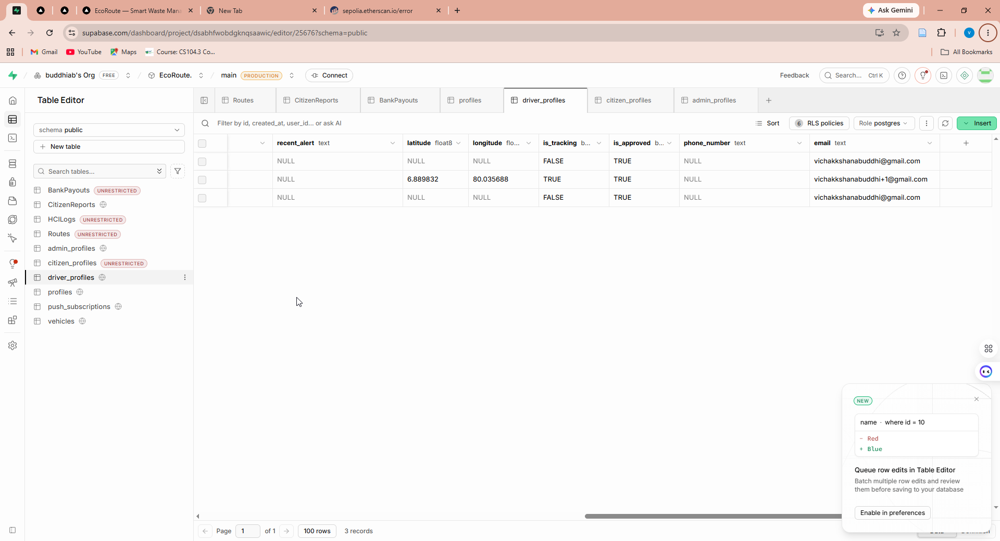 EcoRoute — Smart Waste Mana
New Tab
sepolia.etherscan.io/error
Ask Gemini
supabase.com/dashboard/project/dsabhfwobdgknqsaawic/editor/25676?schema=public
V
Gmail
YouTube
Maps
Course: CS104.3 Co...
All Bookmarks
buddhiab's Org FREE
EcoRoute.
main PRODUCTION
Connect
Feedback
Search... Ctrl K
Table Editor
Routes
CitizenReports
BankPayouts
profiles
driver_profiles
citizen_profiles
admin_profiles
schema public
New table
Search tables...
BankPayouts UNRESTRICTED
CitizenReports
HCILogs UNRESTRICTED
Routes UNRESTRICTED
admin_profiles
citizen_profiles UNRESTRICTED
driver_profiles
profiles
push_subscriptions
vehicles
Filter by id, created_at, user_id... or ask AI
Sort
6 RLS policies
Role postgres
Insert
recent_alert text latitude float8 longitude flo... is_tracking b... is_approved b... phone_number text email text
NULL NULL NULL FALSE TRUE NULL vichakkshanabuddhi@gmail.com
NULL 6.889832 80.035688 TRUE TRUE NULL vichakkshanabuddhi+1@gmail.com
NULL NULL NULL FALSE TRUE NULL vichakkshanabuddhi@gmail.com
NEW
name · where id = 10
- Red
+ Blue
Queue row edits in Table Editor
Batch multiple row edits and review
them before saving to your database
Enable in preferences
Page 1 of 1
100 rows
3 records